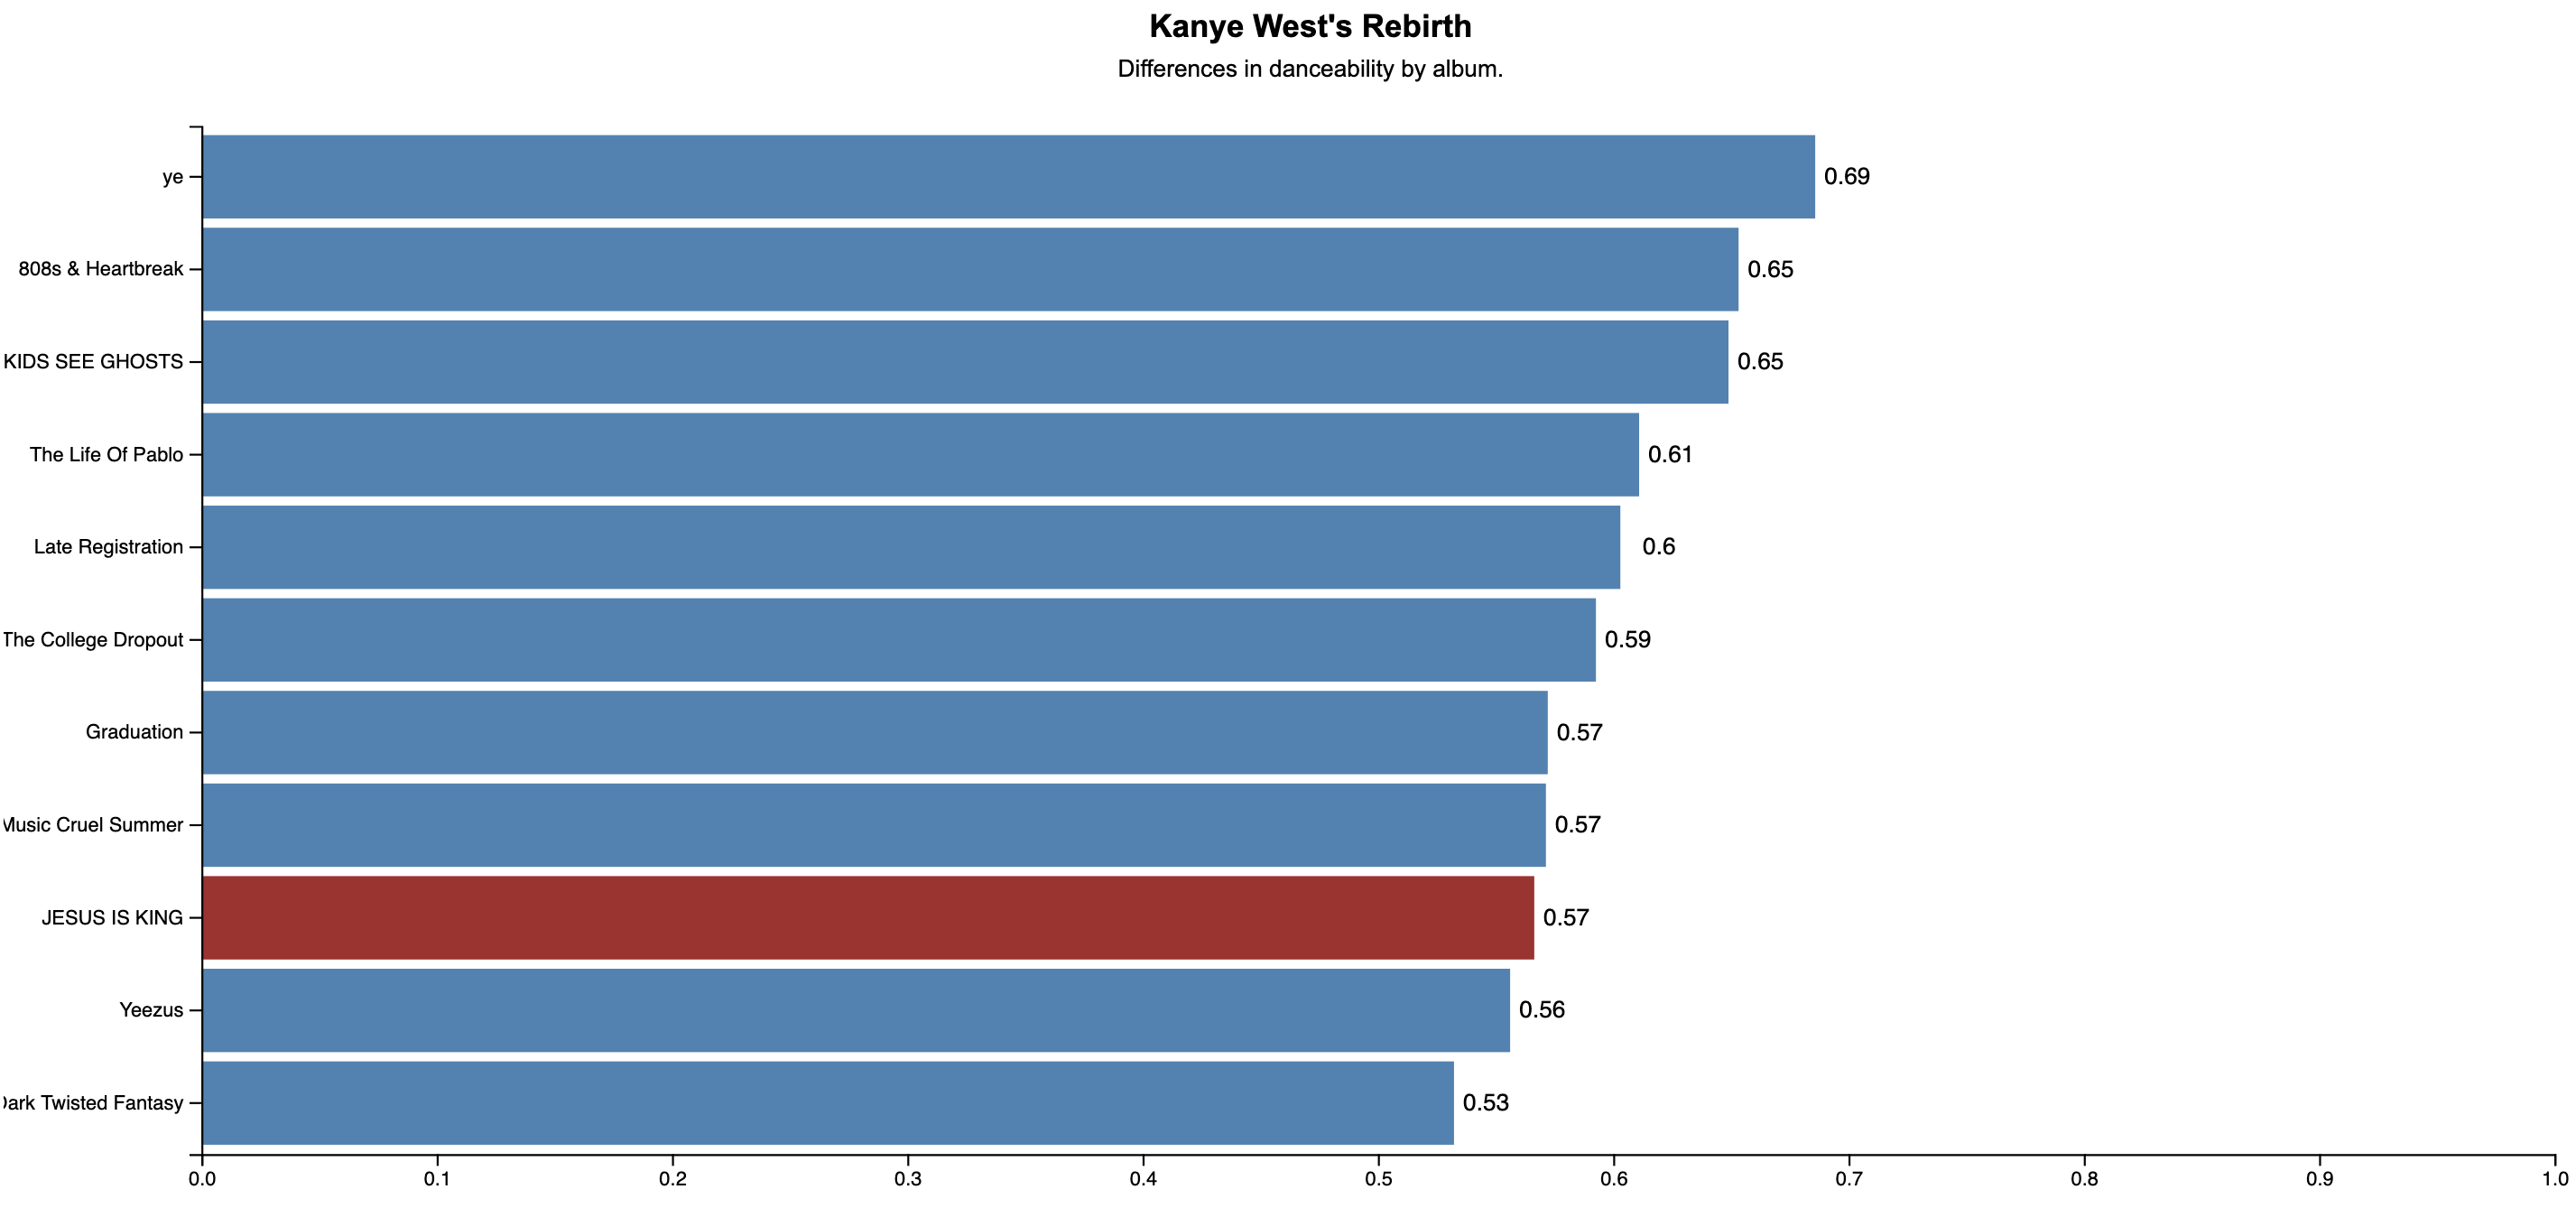 Kanye West's Rebirth
Differences in danceability by album.
ye
0.69
808s & Heartbreak
0.65
KIDS SEE GHOSTS
0.65
The Life Of Pablo
0.61
Late Registration
0.6
The College Dropout
0.59
Graduation
0.57
Music Cruel Summer
0.57
JESUS IS KING
0.57
Yeezus
0.56
Twisted Fantasy
0.53
0.0 0.1 0.2 0.3 0.4 0.5 0.6 0.7 0.8 0.9 1.0